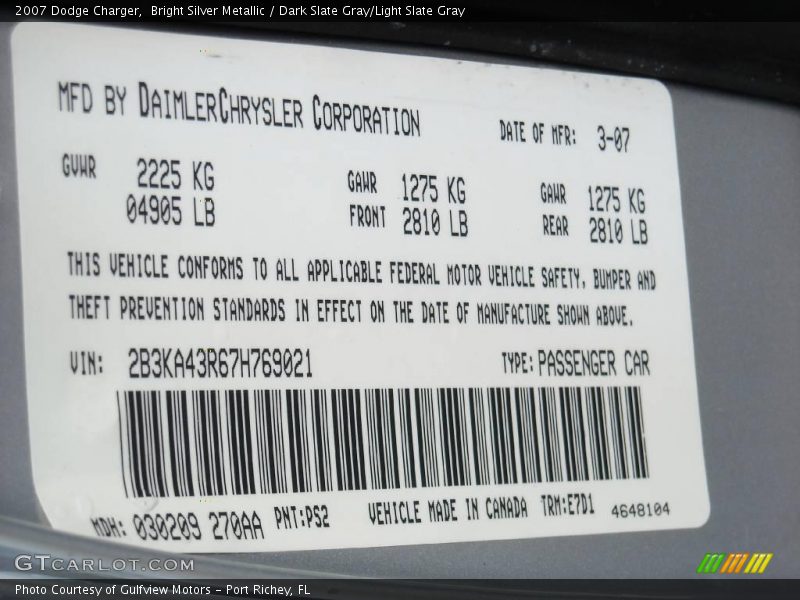 2007 Dodge Charger,  Bright Silver Metallic / Dark Slate Gray/Light Slate Gray
MFD BY DAIMLERCHRYSLER CORPORATION
DATE OF MFR: 3-07
GVWR 2225 KG GAWR 1275 KG GAWR 1275 KG
04905 LB FRONT 2810 LB REAR 2810 LB
THIS VEHICLE CONFORMS TO ALL APPLICABLE FEDERAL MOTOR VEHICLE SAFETY, BUMPER AND
THEFT PREVENTION STANDARDS IN EFFECT ON THE DATE OF MANUFACTURE SHOWN ABOVE.
VIN: 2B3KA43R67H769021 TYPE: PASSENGER CAR
MDH: 030209 270AA PNT:PS2 VEHICLE MADE IN CANADA TRM:E7D1 4648104
GTCARLOT.COM
Photo Courtesy of Gulfview Motors – Port Richey, FL